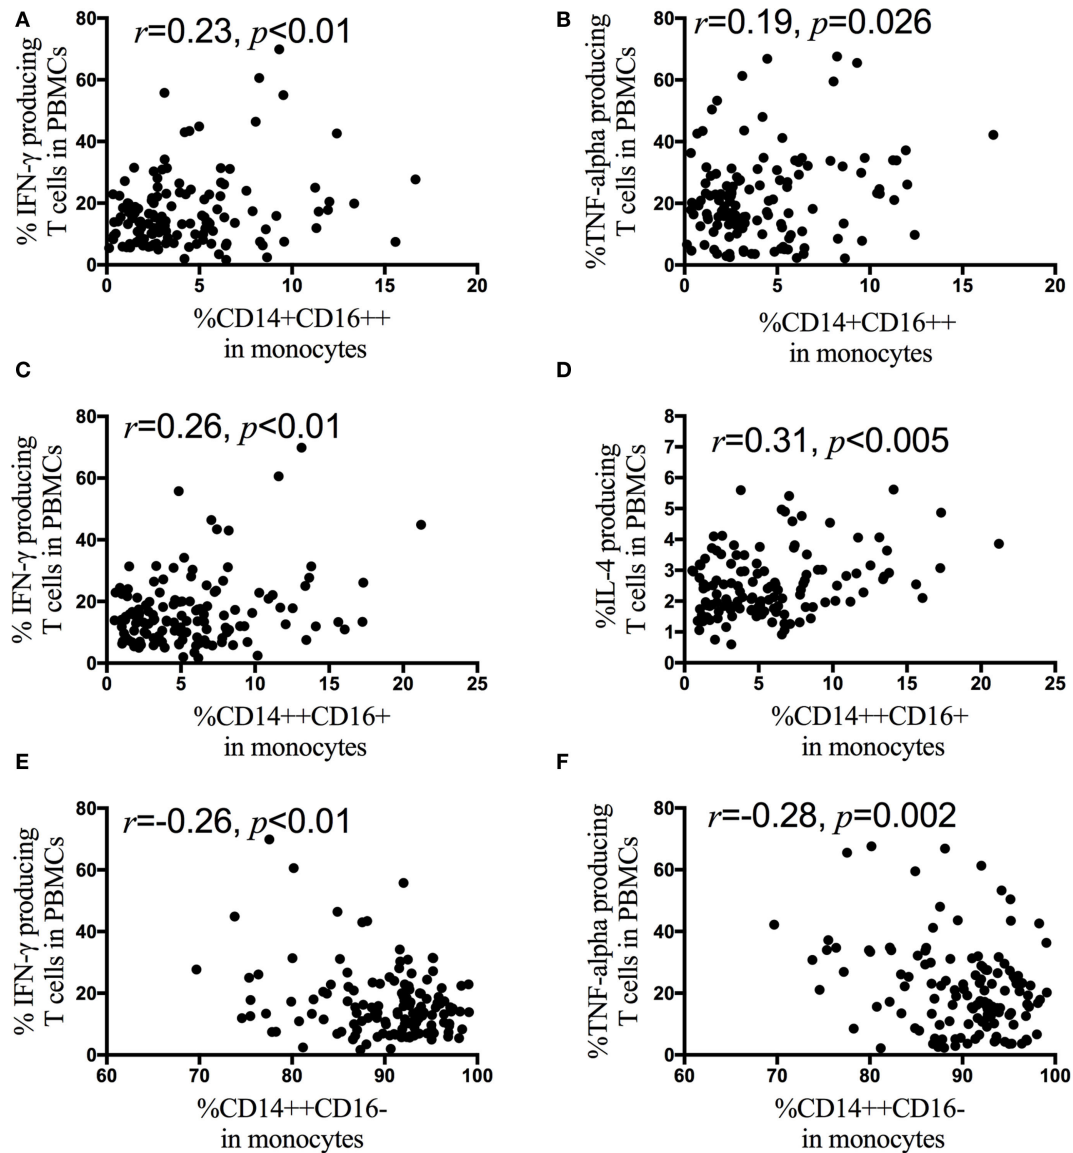 A
r=0.23, p<0.01
% IFN-γ producing
T cells in PBMCs
80
60
40
20
0
0 5 10 15 20
%CD14+CD16++
in monocytes
B
r=0.19, p=0.026
%TNF-alpha producing
T cells in PBMCs
80
60
40
20
0
0 5 10 15 20
%CD14+CD16++
in monocytes
C
r=0.26, p<0.01
% IFN-γ producing
T cells in PBMCs
80
60
40
20
0
0 5 10 15 20 25
%CD14++CD16+
in monocytes
D
r=0.31, p<0.005
%IL-4 producing
T cells in PBMCs
8
7
6
5
4
3
2
1
0
0 5 10 15 20 25
%CD14++CD16+
in monocytes
E
r=-0.26, p<0.01
% IFN-γ producing
T cells in PBMCs
80
60
40
20
0
60 70 80 90 100
%CD14++CD16-
in monocytes
F
r=-0.28, p=0.002
%TNF-alpha producing
T cells in PBMCs
80
60
40
20
0
60 70 80 90 100
%CD14++CD16-
in monocytes